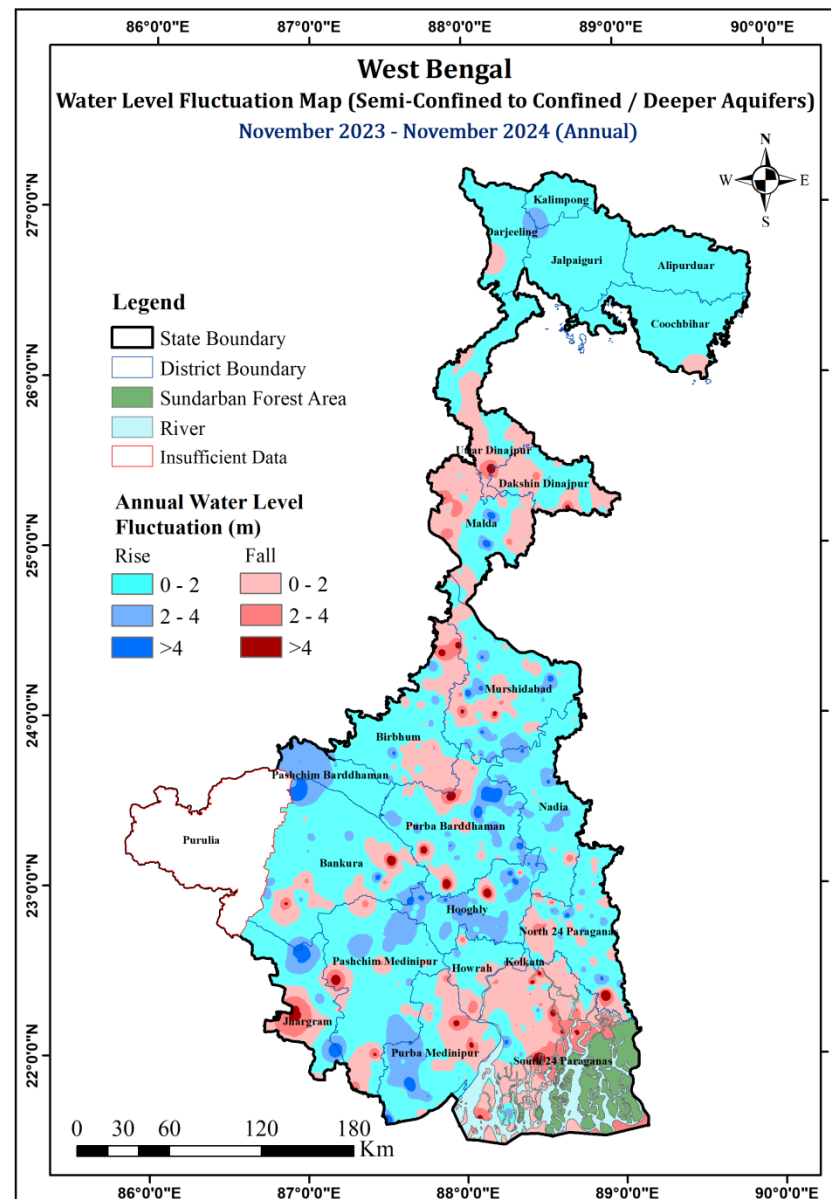 86°0'0"E 87°0'0"E 88°0'0"E 89°0'0"E 90°0'0"E
West Bengal
Water Level Fluctuation Map (Semi-Confined to Confined / Deeper Aquifers)
November 2023 - November 2024 (Annual)
N
W E
S
27°0'0"N
Kalimpong
Darjeeling
Jalpaiguri
Alipurduar
Coochbihar
Legend
State Boundary
District Boundary
Sundarban Forest Area
River
Insufficient Data
26°0'0"N
Annual Water Level
Fluctuation (m)
Rise Fall
0 - 2 0 - 2
2 - 4 2 - 4
>4 >4
Uttar Dinajpur
Dakshin Dinajpur
Malda
25°0'0"N
Murshidabad
24°0'0"N
Birbhum
Pashchim Barddhaman
Nadia
Purba Barddhaman
Purulia
Bankura
23°0'0"N
Hooghly
North 24 Paraganas
Pashchim Medinipur
Howrah
Kolkata
Jhargram
22°0'0"N
Purba Medinipur
South 24 Paraganas
0 30 60 120 180
Km
86°0'0"E 87°0'0"E 88°0'0"E 89°0'0"E 90°0'0"E